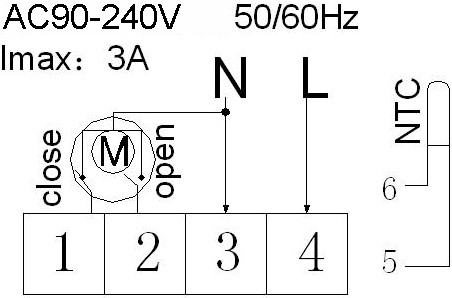 AC90-240V 50/60Hz
Imax：3A
N L
NTC
close M open
6
1 2 3 4
5